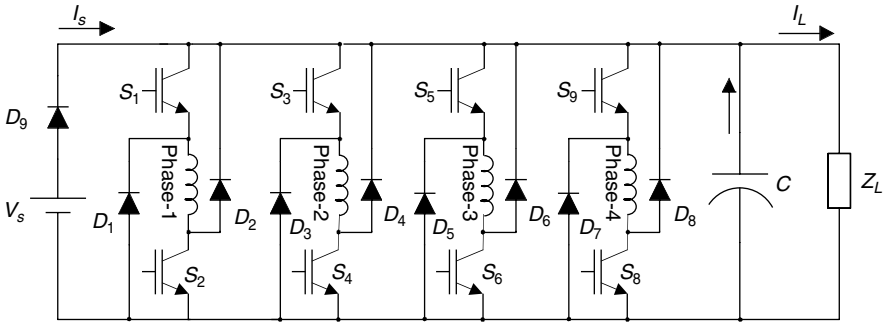 I_s
I_L
S_1
S_3
S_5
S_9
D_9
Phase-1
Phase-2
Phase-3
Phase-4
V_s
D_1
D_2
D_3
D_4
D_5
D_6
D_7
D_8
C
Z_L
S_2
S_4
S_6
S_8